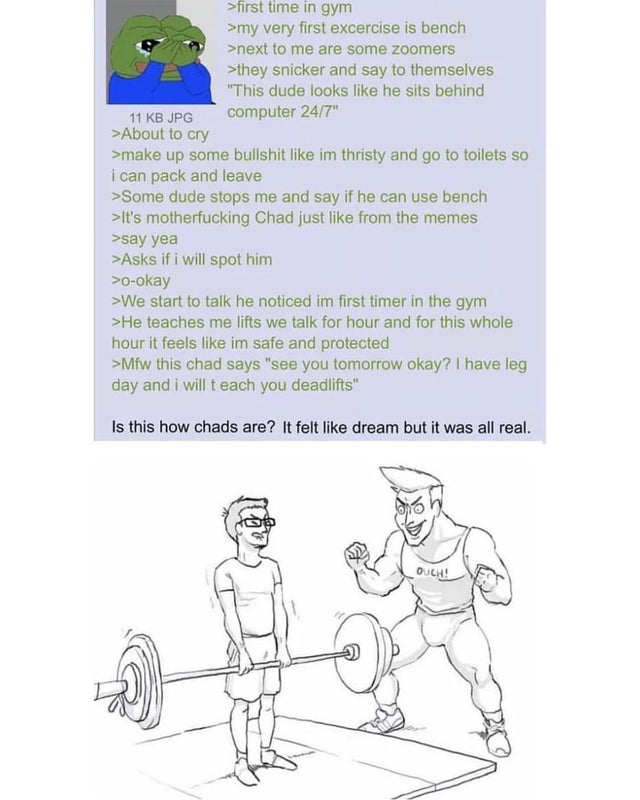 >first time in gym
>my very first excercise is bench
>next to me are some zoomers
>they snicker and say to themselves
"This dude looks like he sits behind
computer 24/7"
11 KB JPG
>About to cry
>make up some bullshit like im thristy and go to toilets so
i can pack and leave
>Some dude stops me and say if he can use bench
>It's motherfucking Chad just like from the memes
>say yea
>Asks if i will spot him
>o-okay
>We start to talk he noticed im first timer in the gym
>He teaches me lifts we talk for hour and for this whole
hour it feels like im safe and protected
>Mfw this chad says "see you tomorrow okay? I have leg
day and i will t each you deadlifts"
Is this how chads are? It felt like dream but it was all real.
OUCH!